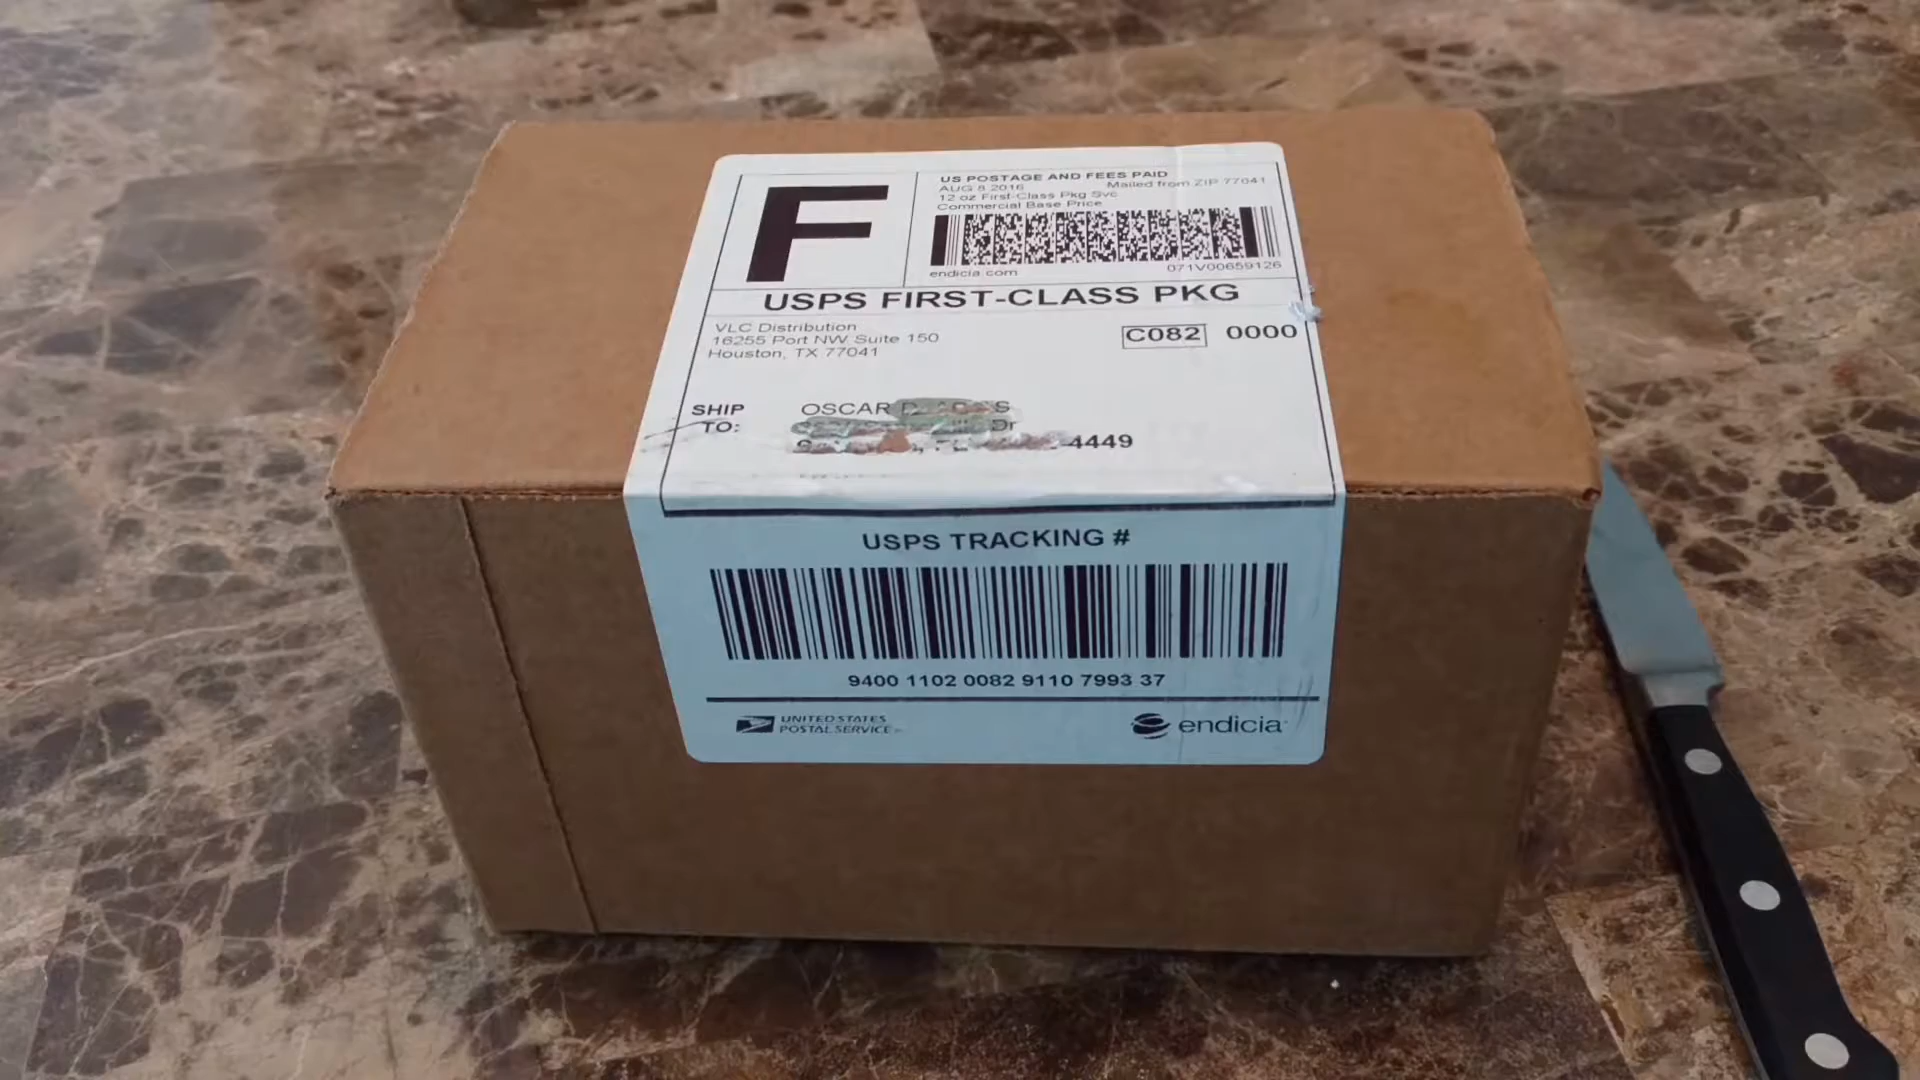 F
US POSTAGE AND FEES PAID
AUG 8 2016 Mailed from ZIP 77041
12 oz First-Class Pkg Svc
Commercial Base Price
endicia.com 071V00659126
USPS FIRST-CLASS PKG
VLC Distribution
16255 Port NW Suite 150
Houston, TX 77041
C082 0000
SHIP
TO:
OSCAR
Dr
4449
USPS TRACKING #
9400 1102 0082 9110 7993 37
UNITED STATES
POSTAL SERVICE
endicia